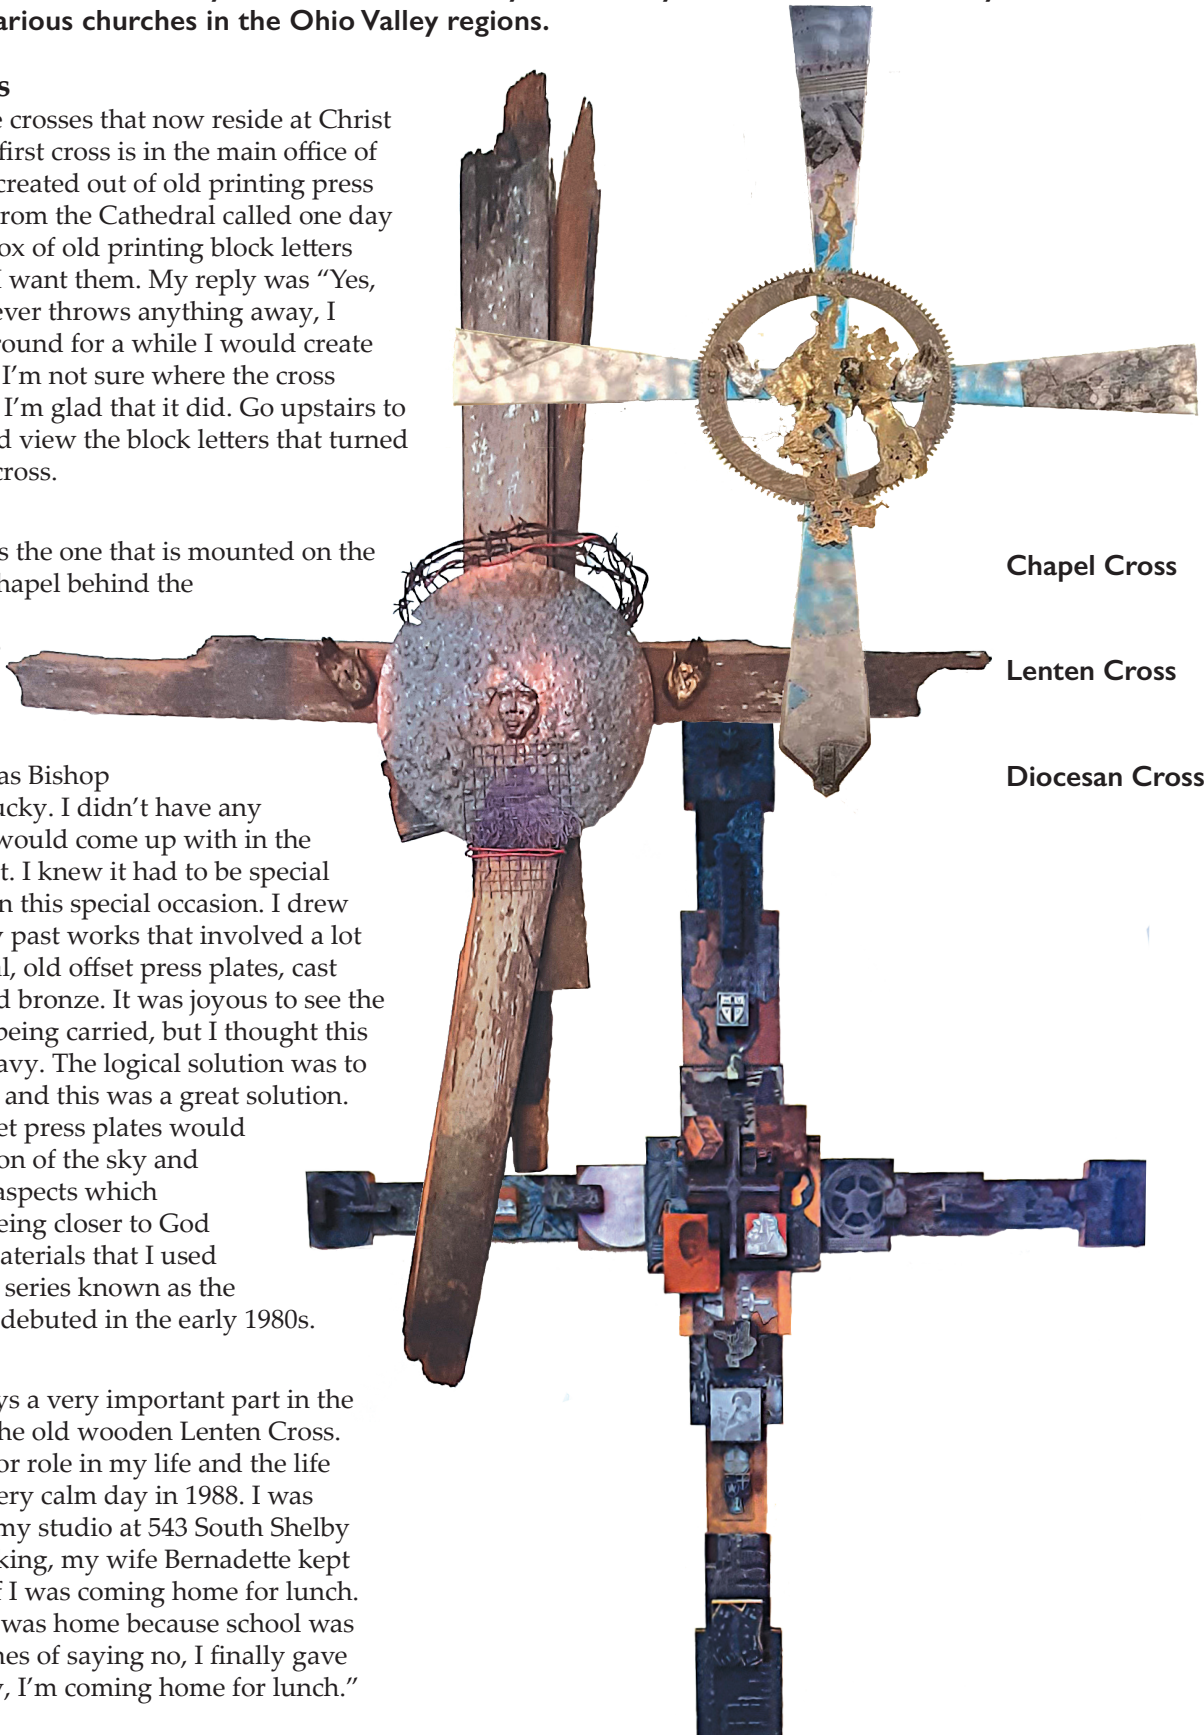 arious churches in the Ohio Valley regions.
s
e crosses that now reside at Christ
first cross is in the main office of
created out of old printing press
from the Cathedral called one day
ox of old printing block letters
I want them. My reply was “Yes,
ever throws anything away, I
round for a while I would create
I’m not sure where the cross
I’m glad that it did. Go upstairs to
d view the block letters that turned
cross.
s the one that is mounted on the
hapel behind the
as Bishop
ucky. I didn’t have any
would come up with in the
t. I knew it had to be special
n this special occasion. I drew
y past works that involved a lot
l, old offset press plates, cast
d bronze. It was joyous to see the
being carried, but I thought this
avy. The logical solution was to
and this was a great solution.
et press plates would
on of the sky and
aspects which
eing closer to God
aterials that I used
series known as the
debuted in the early 1980s.
ys a very important part in the
he old wooden Lenten Cross.
or role in my life and the life
ery calm day in 1988. I was
my studio at 543 South Shelby
king, my wife Bernadette kept
f I was coming home for lunch.
was home because school was
nes of saying no, I finally gave
y, I’m coming home for lunch.”
Chapel Cross
Lenten Cross
Diocesan Cross